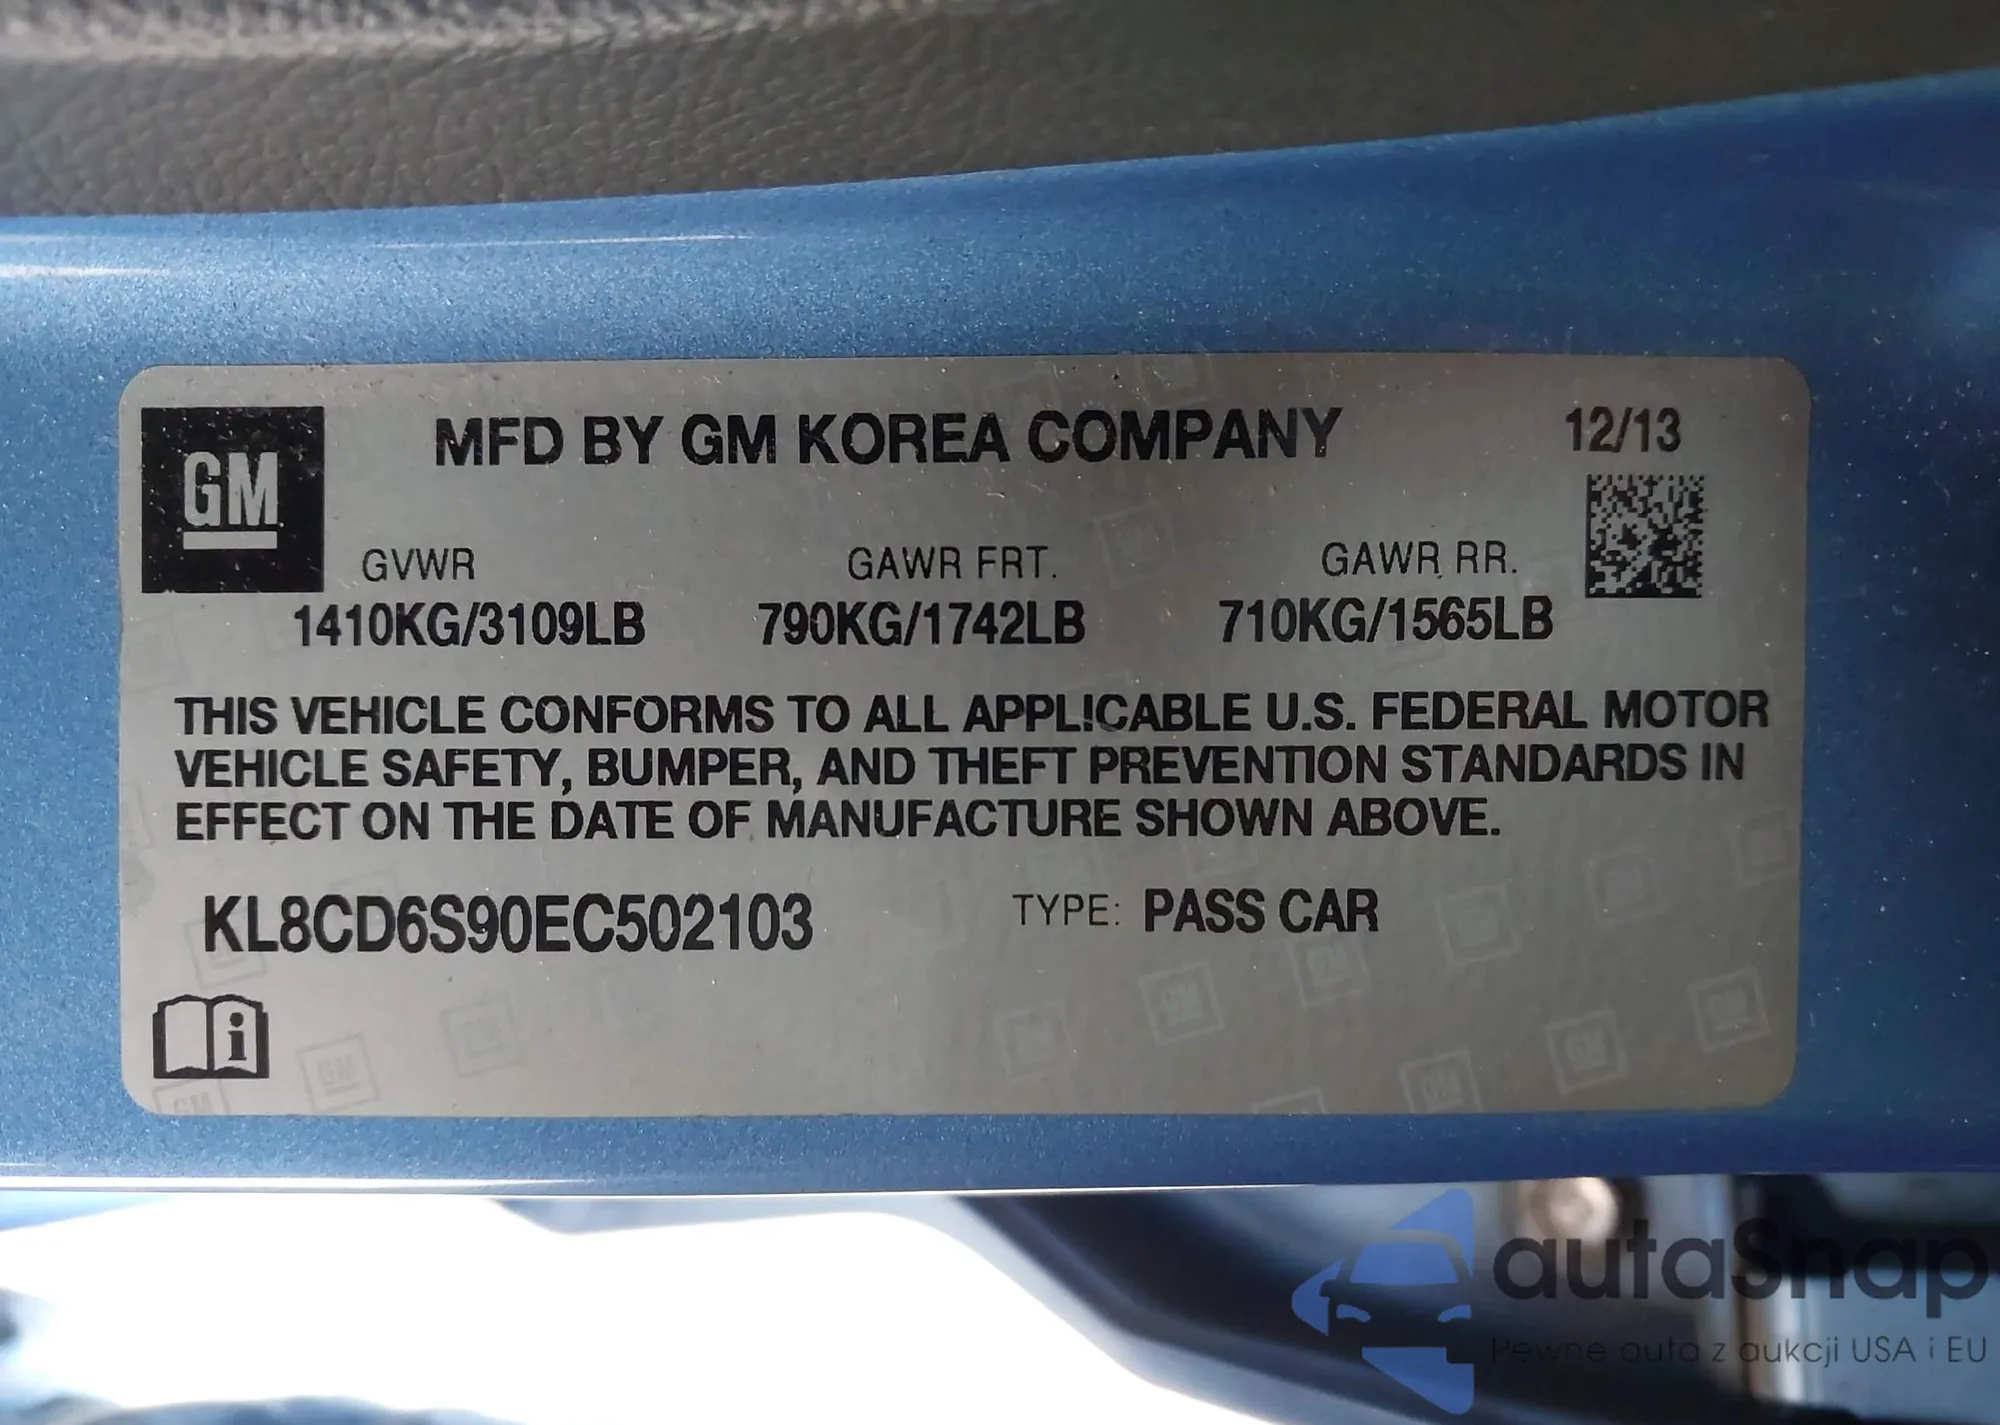 GM
MFD BY GM KOREA COMPANY
12/13
GVWR
GAWR FRT.
GAWR RR.
1410KG/3109LB
790KG/1742LB
710KG/1565LB
THIS VEHICLE CONFORMS TO ALL APPLICABLE U.S. FEDERAL MOTOR
VEHICLE SAFETY, BUMPER, AND THEFT PREVENTION STANDARDS IN
EFFECT ON THE DATE OF MANUFACTURE SHOWN ABOVE.
KL8CD6S90EC502103
TYPE: PASS CAR
i
autaSnap
Pewne auta z aukcji USA i EU